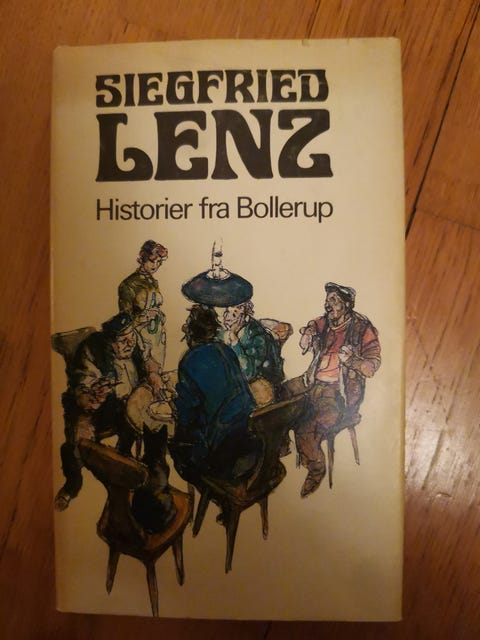 SIEGFRIED
LENZ
Historier fra Bollerup